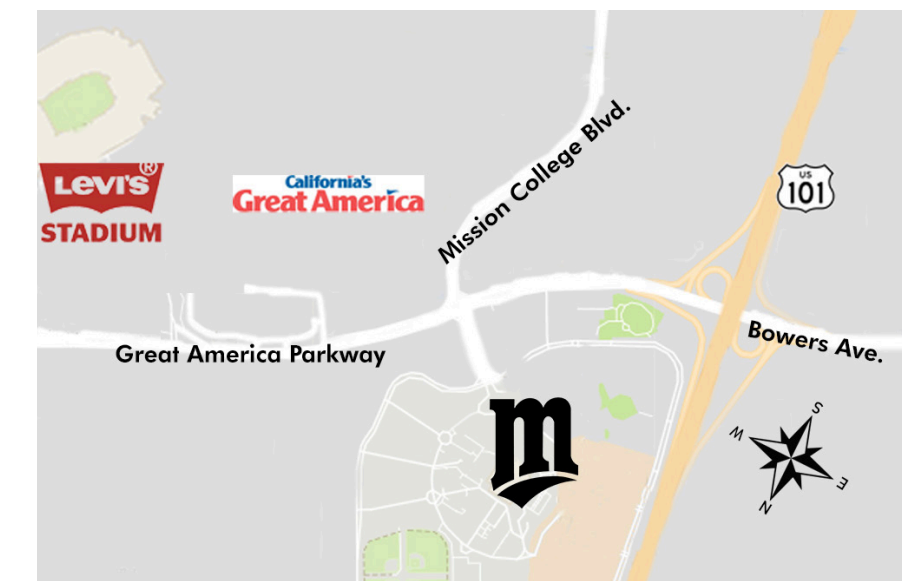 Mission College Blvd.
US
101
LEVI'S®
STADIUM
California's
Great America
Great America Parkway
Bowers Ave.
m
S
W
E
N